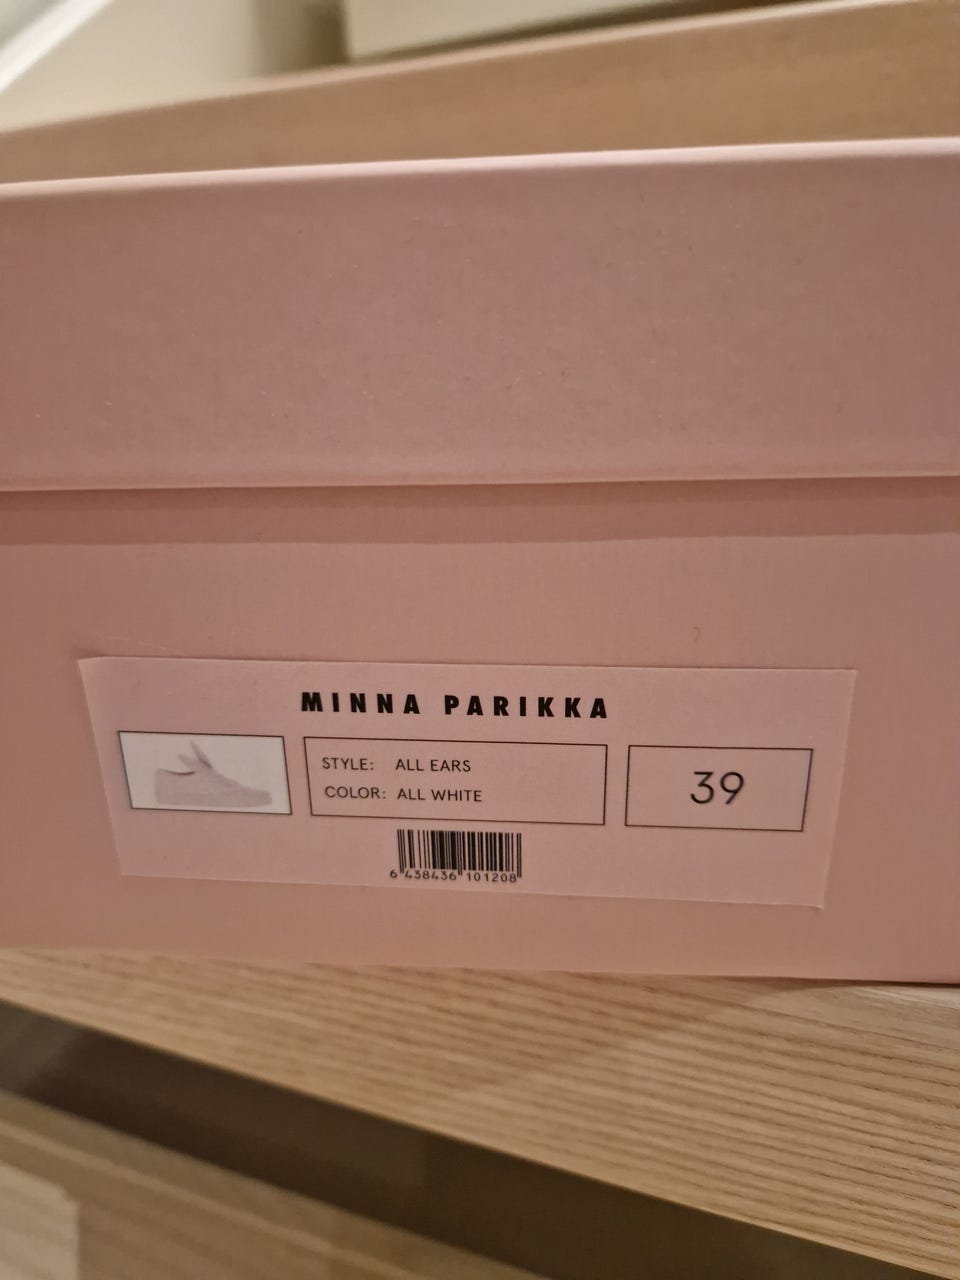 MINNA PARIKKA
STYLE: ALL EARS
COLOR: ALL WHITE
39
6 438436 101208